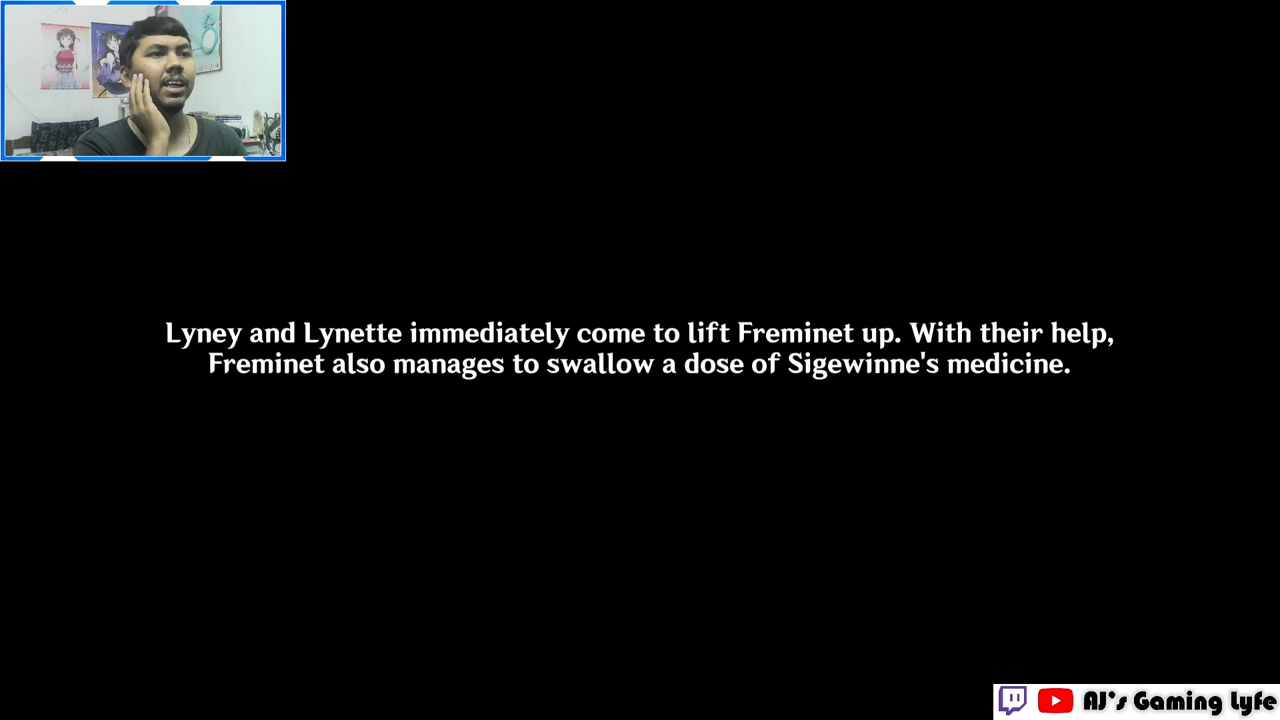 Lyney and Lynette immediately come to lift Freminet up. With their help,
Freminet also manages to swallow a dose of Sigewinne's medicine.
AJ's Gaming Lyfe